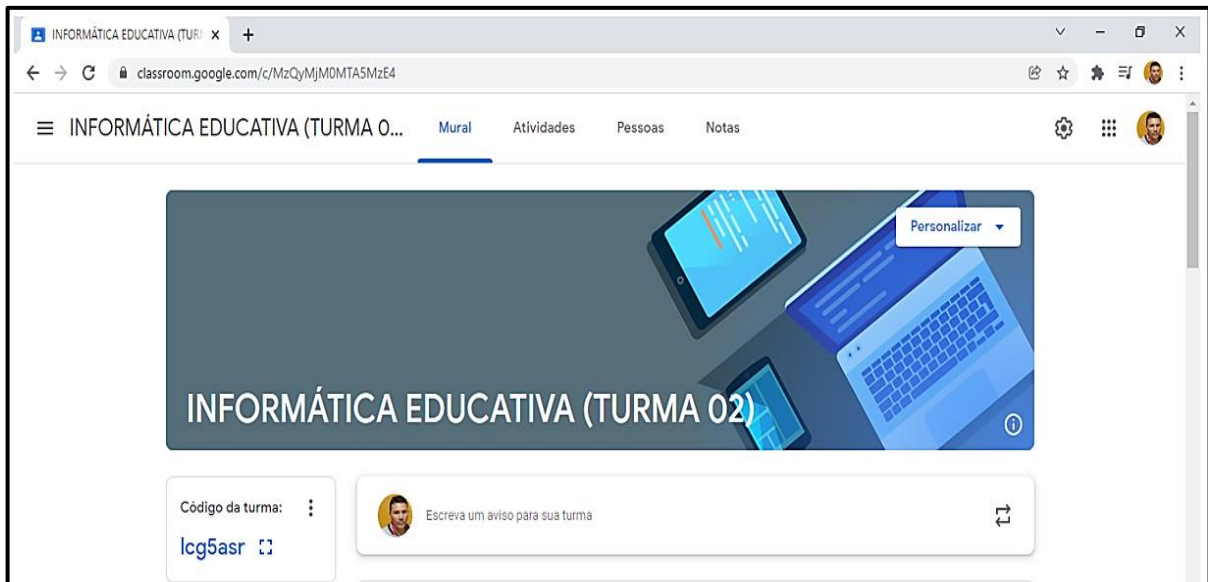 INFORMÁTICA EDUCATIVA (TUR
classroom.google.com/c/MzQyMjM0MTA5MzE4
INFORMÁTICA EDUCATIVA (TURMA 0... Mural Atividades Pessoas Notas
Personalizar
INFORMÁTICA EDUCATIVA (TURMA 02)
Código da turma:
lcg5asr
Escreva um aviso para sua turma